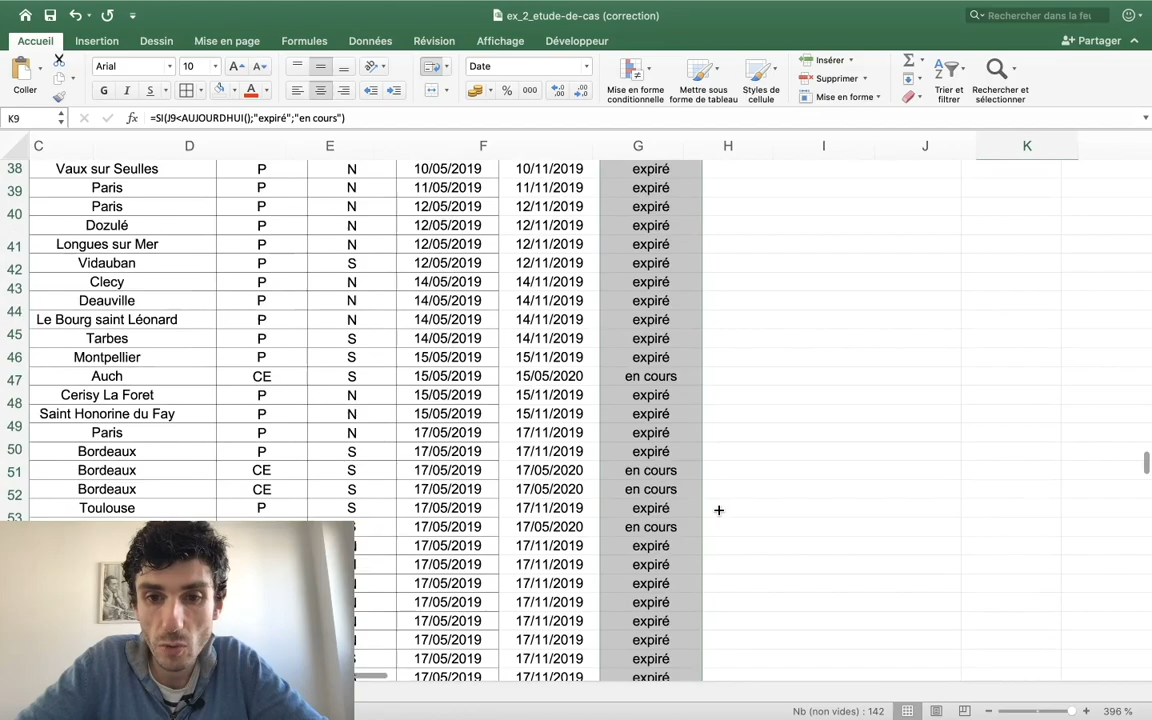 ex_2_etude-de-cas (correction)
Rechercher dans la feu
Accueil Insertion Dessin Mise en page Formules Données Révision Affichage Développeur Partager
Coller
Arial 10 A A
G I S A
Date
% 000
Mise en forme conditionnelle
Mettre sous forme de tableau
Styles de cellule
Insérer
Supprimer
Mise en forme
Trier et filtrer
Rechercher et sélectionner
K9 fx =SI(J9<AUJOURDHUI();"expiré";"en cours")
C D E F G H I J K
38 Vaux sur Seulles P N 10/05/2019 10/11/2019 expiré
39 Paris P N 11/05/2019 11/11/2019 expiré
40 Paris P N 12/05/2019 12/11/2019 expiré
Dozulé P N 12/05/2019 12/11/2019 expiré
41 Longues sur Mer P N 12/05/2019 12/11/2019 expiré
42 Vidauban P S 12/05/2019 12/11/2019 expiré
43 Clecy P N 14/05/2019 14/11/2019 expiré
44 Deauville P N 14/05/2019 14/11/2019 expiré
Le Bourg saint Léonard P N 14/05/2019 14/11/2019 expiré
45 Tarbes P S 14/05/2019 14/11/2019 expiré
46 Montpellier P S 15/05/2019 15/11/2019 expiré
47 Auch CE S 15/05/2019 15/05/2020 en cours
48 Cerisy La Foret P N 15/05/2019 15/11/2019 expiré
49 Saint Honorine du Fay P N 15/05/2019 15/11/2019 expiré
Paris P N 17/05/2019 17/11/2019 expiré
50 Bordeaux P S 17/05/2019 17/11/2019 expiré
51 Bordeaux CE S 17/05/2019 17/05/2020 en cours
52 Bordeaux CE S 17/05/2019 17/05/2020 en cours
53 Toulouse P S 17/05/2019 17/11/2019 expiré
17/05/2019 17/05/2020 en cours
17/05/2019 17/11/2019 expiré
17/05/2019 17/11/2019 expiré
17/05/2019 17/11/2019 expiré
17/05/2019 17/11/2019 expiré
17/05/2019 17/11/2019 expiré
17/05/2019 17/11/2019 expiré
17/05/2019 17/11/2019 expiré
17/05/2019 17/11/2019 expiré
Nb (non vides) : 142 396 %